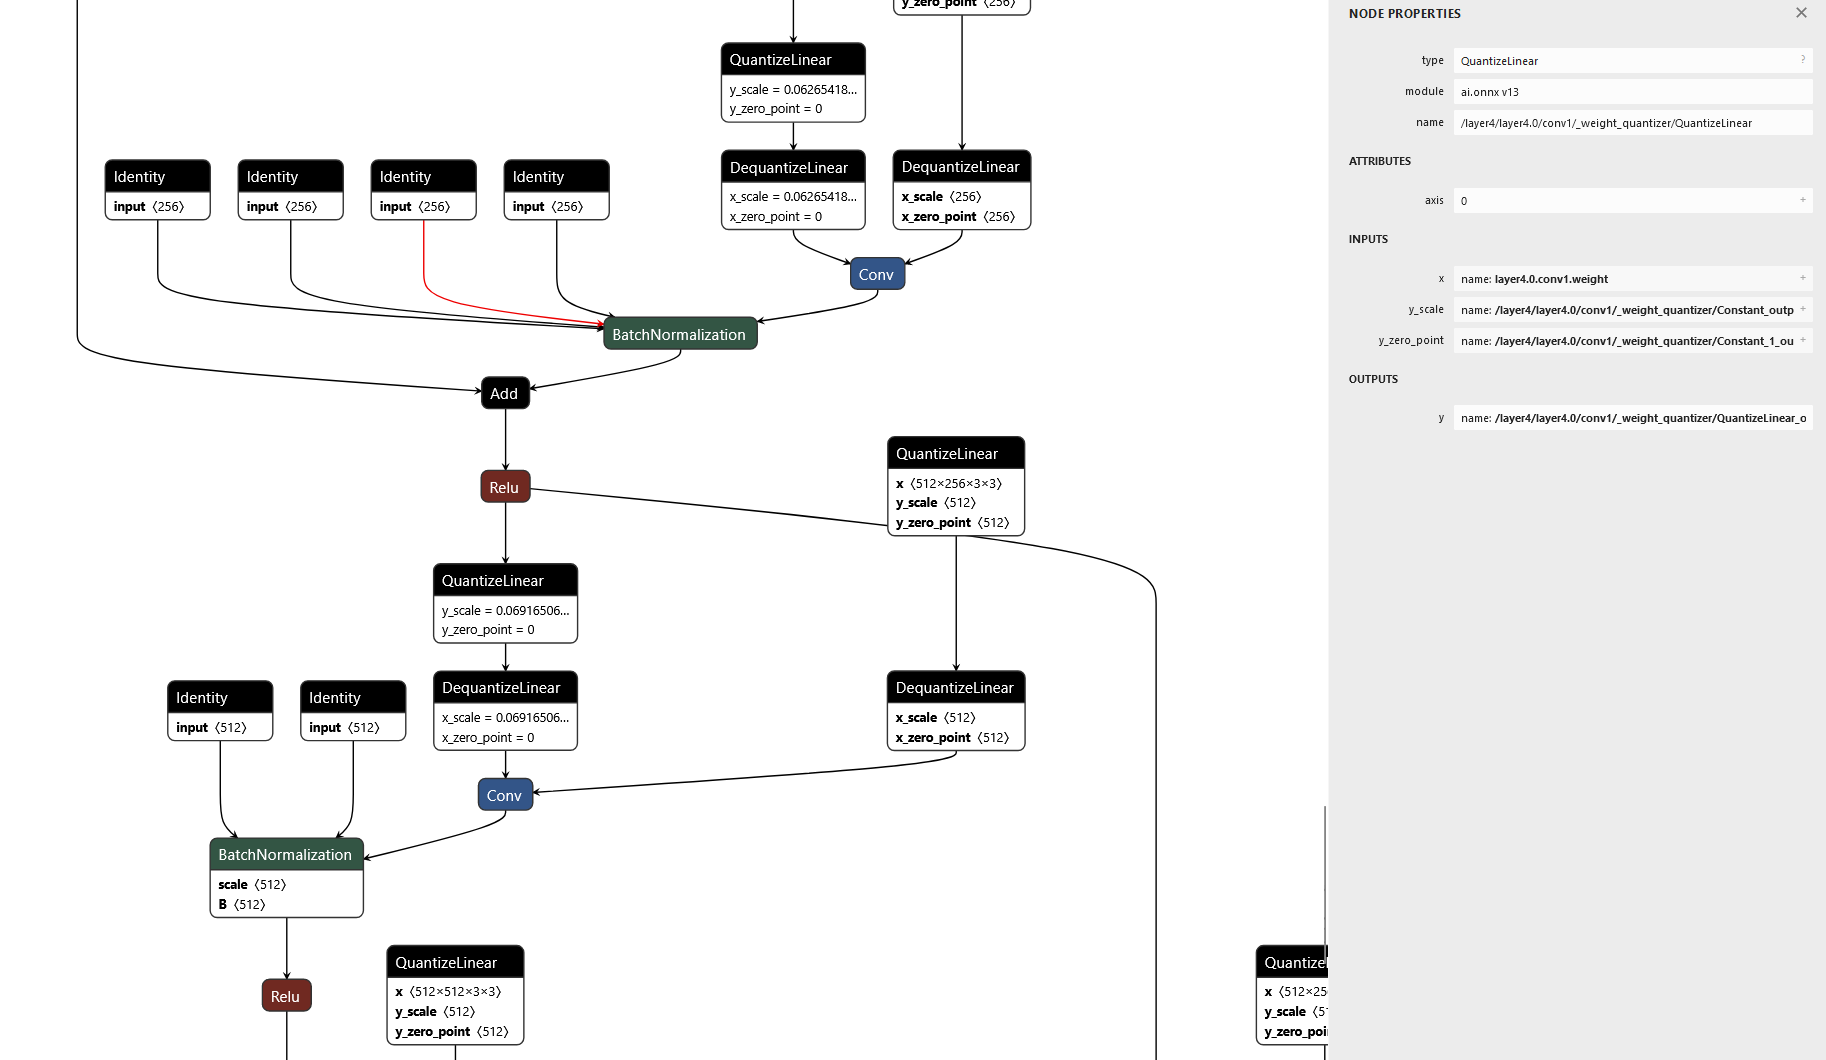 y_zero_point 〈256〉
QuantizeLinear
y_scale = 0.06265418...
y_zero_point = 0
Identity
input 〈256〉
Identity
input 〈256〉
Identity
input 〈256〉
Identity
input 〈256〉
DequantizeLinear
x_scale = 0.06265418...
x_zero_point = 0
DequantizeLinear
x_scale 〈256〉
x_zero_point 〈256〉
Conv
BatchNormalization
Add
Relu
QuantizeLinear
x 〈512×256×3×3〉
y_scale 〈512〉
y_zero_point 〈512〉
QuantizeLinear
y_scale = 0.06916506...
y_zero_point = 0
Identity
input 〈512〉
Identity
input 〈512〉
DequantizeLinear
x_scale = 0.06916506...
x_zero_point = 0
DequantizeLinear
x_scale 〈512〉
x_zero_point 〈512〉
Conv
BatchNormalization
scale 〈512〉
B 〈512〉
Relu
QuantizeLinear
x 〈512×512×3×3〉
y_scale 〈512〉
y_zero_point 〈512〉
Quantizel
x 〈512×25
y_scale 〈5
y_zero_poi
NODE PROPERTIES
type QuantizeLinear ?
module ai.onnx v13
name /layer4/layer4.0/conv1/_weight_quantizer/QuantizeLinear
ATTRIBUTES
axis 0 +
INPUTS
x name: layer4.0.conv1.weight +
y_scale name: /layer4/layer4.0/conv1/_weight_quantizer/Constant_outp +
y_zero_point name: /layer4/layer4.0/conv1/_weight_quantizer/Constant_1_ou +
OUTPUTS
y name: /layer4/layer4.0/conv1/_weight_quantizer/QuantizeLinear_o